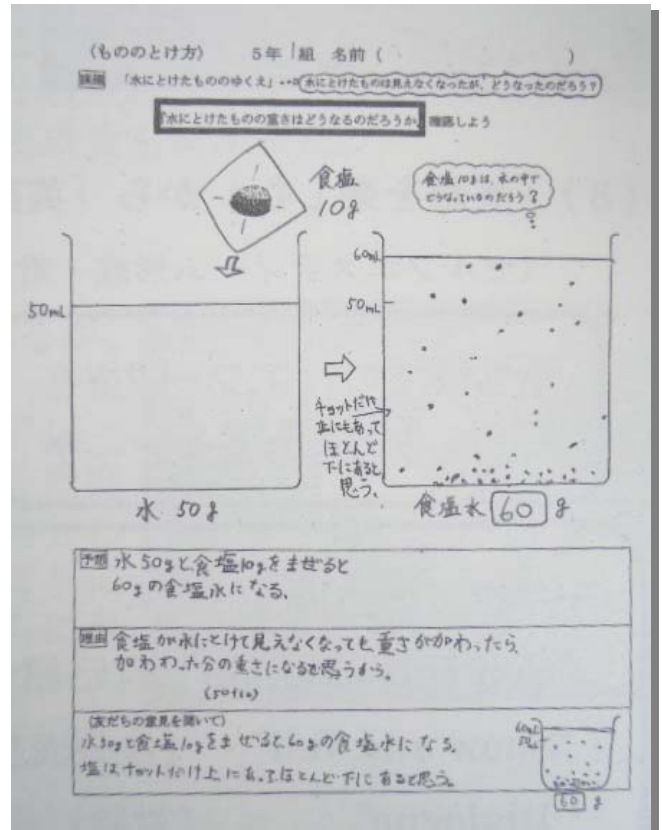 〈もののとけ方〉 5年 1組 名前 ( )
課題 「水にとけたもののゆくえ」・・・⇒水にとけたものは見えなくなったが、どうなったのだろう?
「水にとけたものの重さはどうなるのだろうか」確認しよう
食塩
10g
食塩10gは、水の中で
どうなっているのだろう?
50mL
60mL
50mL
チョットだけ
上にもあって
ほとんど
下にあると
思う。
水 50g
食塩水 60 g
予想 水50gと食塩10gをまぜると
60gの食塩水になる。
理由 食塩が水にとけて見えなくなっても重さが加わったら
加わった分の重さになると思うから。
(50+10)
(友だちの意見を聞いて)
水50gと食塩10gをまぜると60gの食塩水になる。
塩はチョットだけ上にあってほとんど下にあると思う。
60mL
60 g